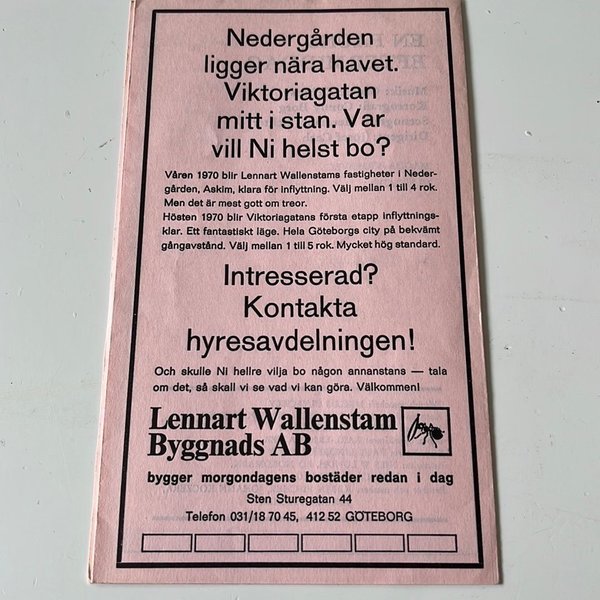 Nedergården
ligger nära havet.
Viktoriagatan
mitt i stan. Var
vill Ni helst bo?
Våren 1970 blir Lennart Wallenstams fastigheter i Neder-
gården, Askim, klara för inflyttning. Välj mellan 1 till 4 rok.
Men det är mest gott om treor.
Hösten 1970 blir Viktoriagatans första etapp inflyttnings-
klar. Ett fantastiskt läge. Hela Göteborgs city på bekvämt
gångavstånd. Välj mellan 1 till 5 rok. Mycket hög standard.
Intresserad?
Kontakta
hyresavdelningen!
Och skulle Ni hellre vilja bo någon annanstans — tala
om det, så skall vi se vad vi kan göra. Välkommen!
Lennart Wallenstam
Byggnads AB
bygger morgondagens bostäder redan i dag
Sten Sturegatan 44
Telefon 031/18 70 45, 412 52 GÖTEBORG